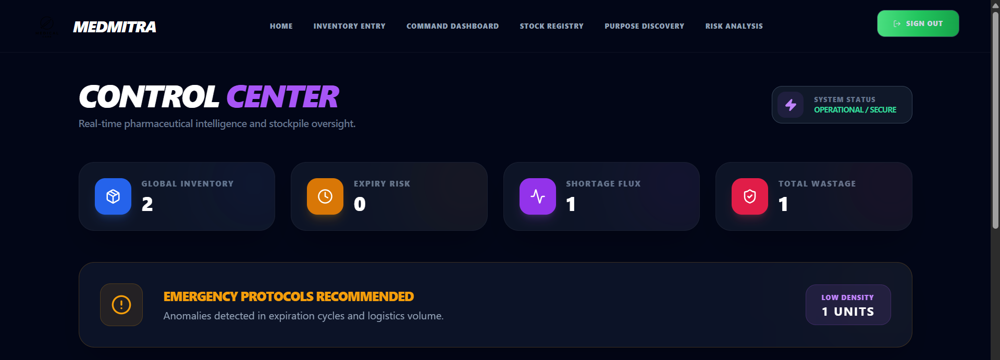 MEDMITRA
HOME INVENTORY ENTRY COMMAND DASHBOARD STOCK REGISTRY PURPOSE DISCOVERY RISK ANALYSIS
SIGN OUT
CONTROL CENTER
Real-time pharmaceutical intelligence and stockpile oversight.
SYSTEM STATUS
OPERATIONAL / SECURE
GLOBAL INVENTORY
2
EXPIRY RISK
0
SHORTAGE FLUX
1
TOTAL WASTAGE
1
EMERGENCY PROTOCOLS RECOMMENDED
Anomalies detected in expiration cycles and logistics volume.
LOW DENSITY
1 UNITS